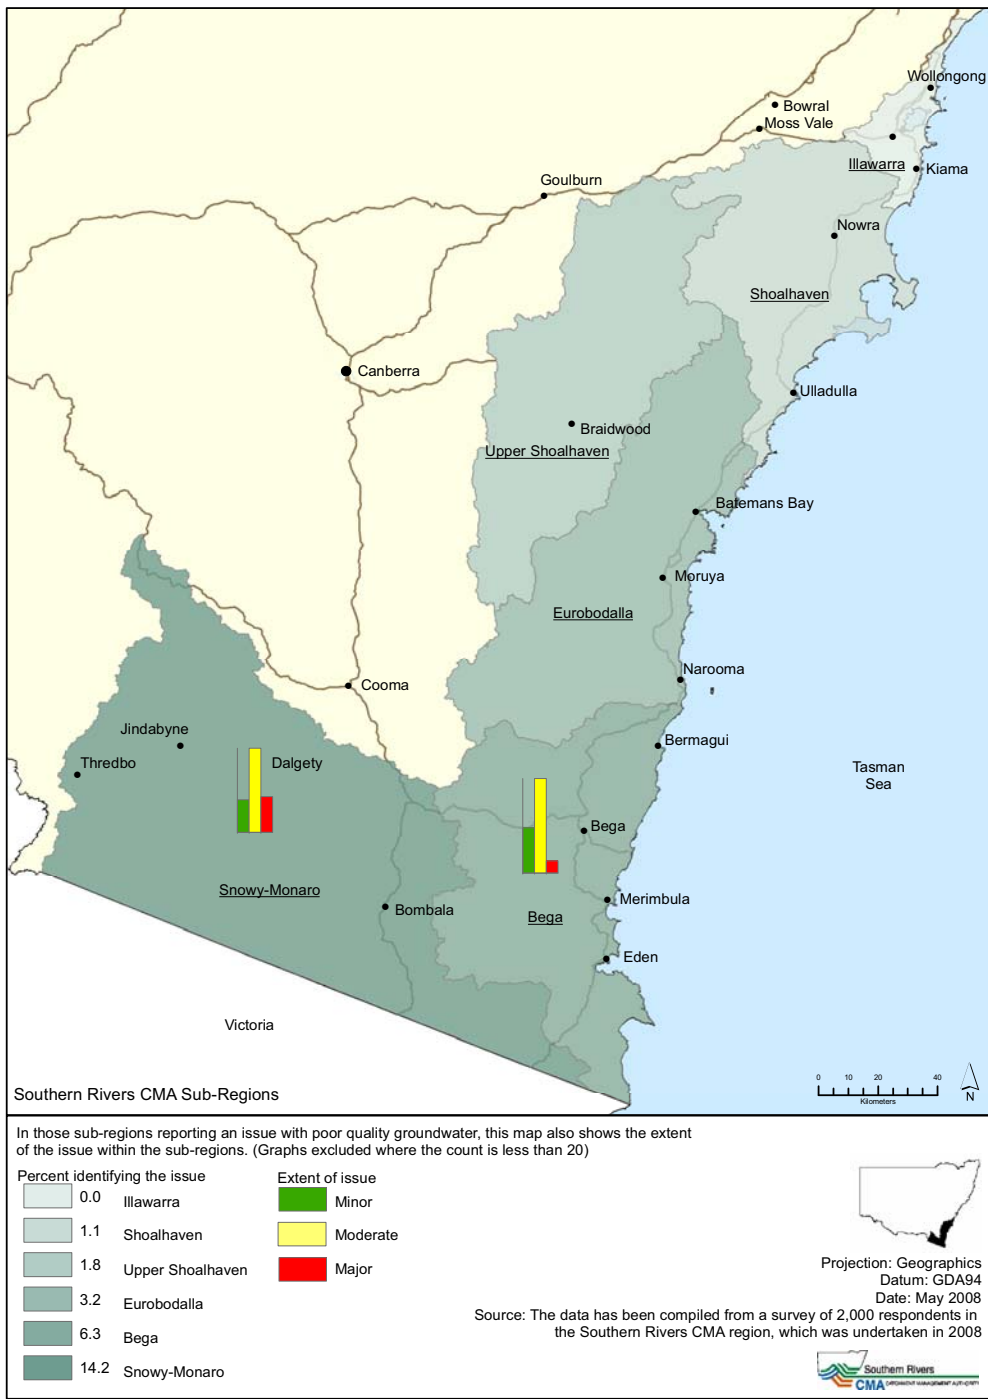 Wollongong
Bowral
Moss Vale
Illawarra
Kiama
Goulburn
Nowra
Shoalhaven
Canberra
Ulladulla
Braidwood
Upper Shoalhaven
Batemans Bay
Moruya
Eurobodalla
Narooma
Cooma
Jindabyne
Bermagui
Thredbo
Dalgety
Tasman
Sea
Bega
Snowy-Monaro
Merimbula
Bombala
Bega
Eden
Victoria
Southern Rivers CMA Sub-Regions
0 10 20 40
Kilometers
N
In those sub-regions reporting an issue with poor quality groundwater, this map also shows the extent
of the issue within the sub-regions. (Graphs excluded where the count is less than 20)
Percent identifying the issue
0.0 Illawarra
1.1 Shoalhaven
1.8 Upper Shoalhaven
3.2 Eurobodalla
6.3 Bega
14.2 Snowy-Monaro
Extent of issue
Minor
Moderate
Major
Projection: Geographics
Datum: GDA94
Date: May 2008
Source: The data has been compiled from a survey of 2,000 respondents in
the Southern Rivers CMA region, which was undertaken in 2008
Southern Rivers
CMA CATCHMENT MANAGEMENT AUTHORITY